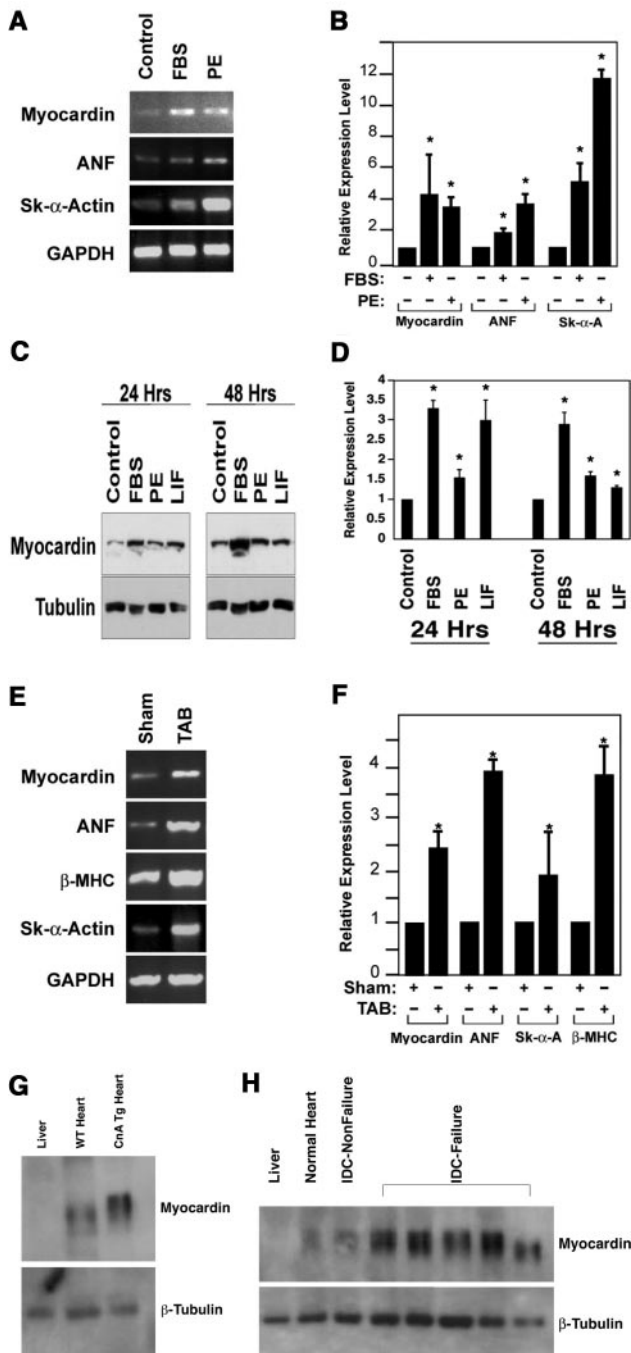 A
Control
FBS
PE
Myocardin
ANF
Sk-α-Actin
GAPDH
B
Relative Expression Level
12
10
8
6
4
2
0
* * * * * *
FBS: – + – – + – – + –
PE: – – + – – + – – +
Myocardin ANF Sk-α-A
C
24 Hrs 48 Hrs
Control
FBS
PE
LIF
Control
FBS
PE
LIF
Myocardin
Tubulin
D
Relative Expression Level
4
3.5
3
2.5
2
1.5
1
0
* * * * * *
Control
FBS
PE
LIF
Control
FBS
PE
LIF
24 Hrs 48 Hrs
E
Sham
TAB
Myocardin
ANF
β-MHC
Sk-α-Actin
GAPDH
F
Relative Expression Level
4
3
2
1
0
* * * *
Sham: + – + – + – + –
TAB: – + – + – + – +
Myocardin ANF Sk-α-A β-MHC
G
Liver
WT Heart
CnA Tg Heart
Myocardin
β-Tubulin
H
Liver
Normal Heart
IDC-NonFailure
IDC-Failure
Myocardin
β-Tubulin